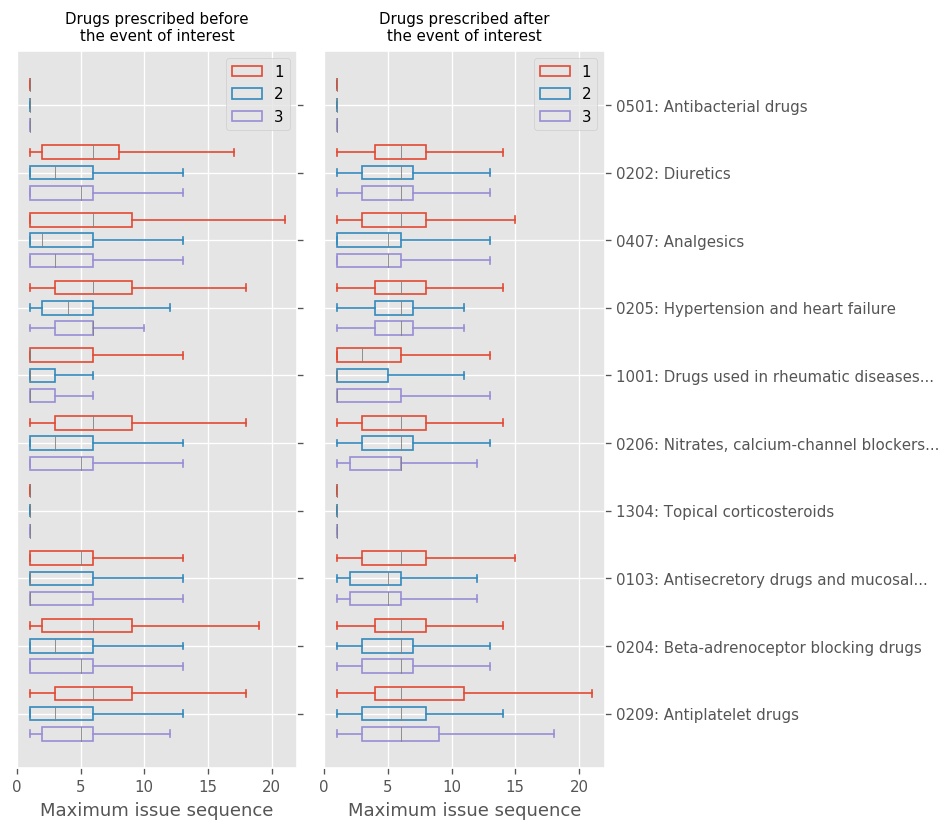 Drugs prescribed before
the event of interest
Drugs prescribed after
the event of interest
1
2
3
1
2
3
0501: Antibacterial drugs
0202: Diuretics
0407: Analgesics
0205: Hypertension and heart failure
1001: Drugs used in rheumatic diseases...
0206: Nitrates, calcium-channel blockers...
1304: Topical corticosteroids
0103: Antisecretory drugs and mucosal...
0204: Beta-adrenoceptor blocking drugs
0209: Antiplatelet drugs
0 5 10 15 20
0 5 10 15 20
Maximum issue sequence
Maximum issue sequence